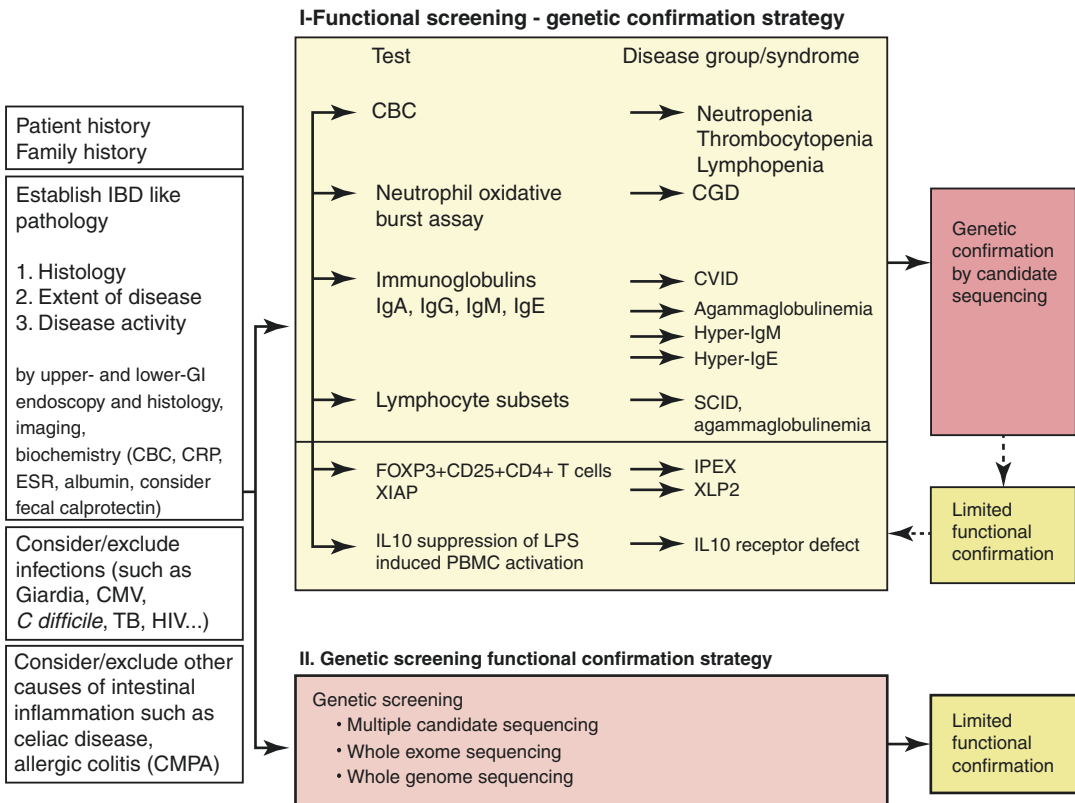 I-Functional screening - genetic confirmation strategy
Patient history
Family history
Establish IBD like
pathology
1. Histology
2. Extent of disease
3. Disease activity
by upper- and lower-GI
endoscopy and histology,
imaging,
biochemistry (CBC, CRP,
ESR, albumin, consider
fecal calprotectin)
Consider/exclude
infections (such as
Giardia, CMV,
C difficile, TB, HIV...)
Consider/exclude other
causes of intestinal
inflammation such as
celiac disease,
allergic colitis (CMPA)
Test
Disease group/syndrome
CBC
Neutropenia
Thrombocytopenia
Lymphopenia
Neutrophil oxidative
burst assay
CGD
Immunoglobulins
IgA, IgG, IgM, IgE
CVID
Agammaglobulinemia
Hyper-IgM
Hyper-IgE
Lymphocyte subsets
SCID,
agammaglobulinemia
FOXP3+CD25+CD4+ T cells
XIAP
IPEX
XLP2
IL10 suppression of LPS
induced PBMC activation
IL10 receptor defect
Genetic
confirmation
by candidate
sequencing
Limited
functional
confirmation
II. Genetic screening functional confirmation strategy
Genetic screening
• Multiple candidate sequencing
• Whole exome sequencing
• Whole genome sequencing
Limited
functional
confirmation